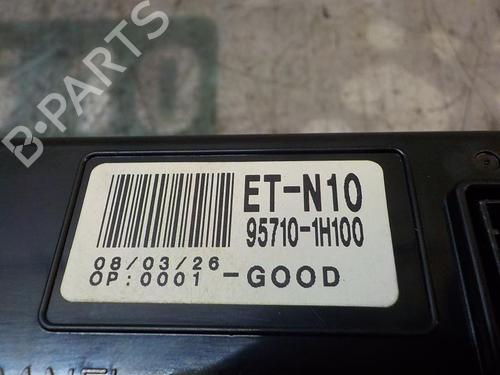 B-PARTS
ET-N10
95710-1H100
08/03/26
OP:0001 -GOOD